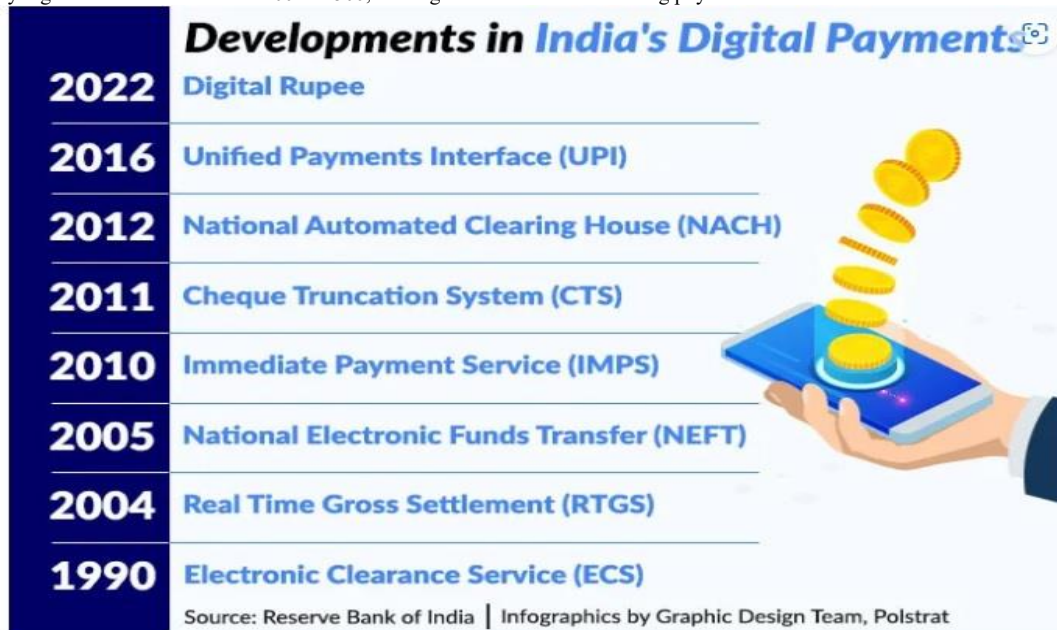 Developments in India's Digital Payments
2022 Digital Rupee
2016 Unified Payments Interface (UPI)
2012 National Automated Clearing House (NACH)
2011 Cheque Truncation System (CTS)
2010 Immediate Payment Service (IMPS)
2005 National Electronic Funds Transfer (NEFT)
2004 Real Time Gross Settlement (RTGS)
1990 Electronic Clearance Service (ECS)
Source: Reserve Bank of India | Infographics by Graphic Design Team, Polstrat